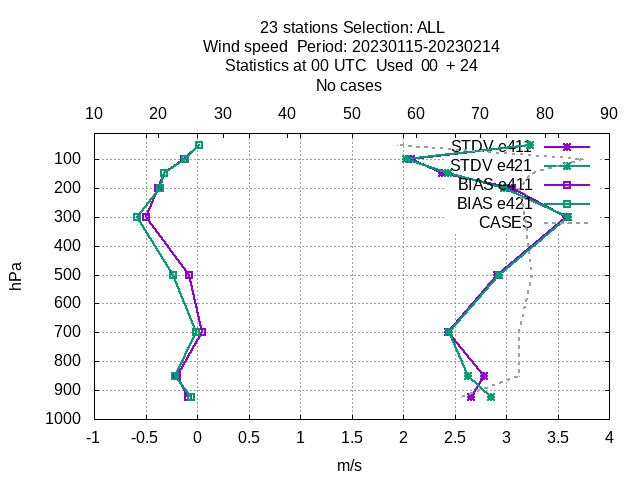 23 stations Selection: ALL
Wind speed  Period: 20230115-20230214
Statistics at 00 UTC  Used  00  + 24
No cases
10 20 30 40 50 60 70 80 90
STDV e411
STDV e421
BIAS e411
BIAS e421
CASES
hPa
100
200
300
400
500
600
700
800
900
1000
-1 -0.5 0 0.5 1 1.5 2 2.5 3 3.5 4
m/s